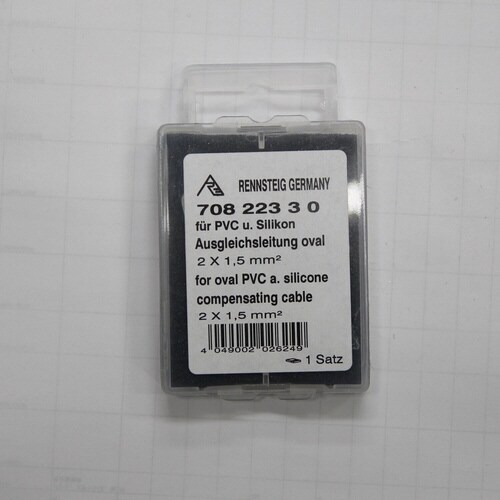 RENNSTEIG GERMANY
708 223 3 0
für PVC u. Silikon
Ausgleichsleitung oval
2 X 1,5 mm²
for oval PVC a. silicone
compensating cable
2 X 1,5 mm²
4 049002 026249
1 Satz